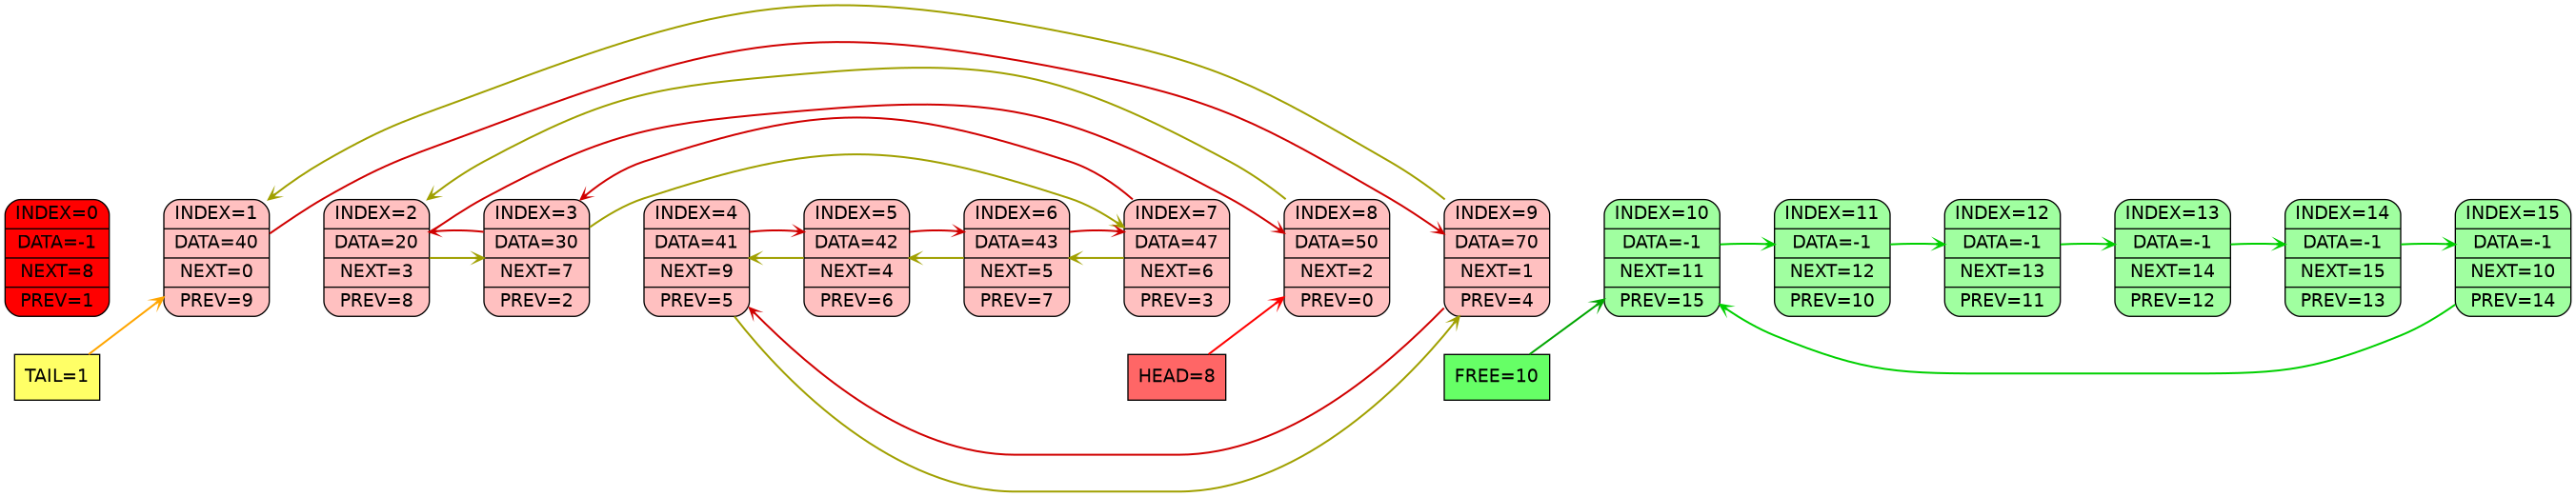 INDEX=0
DATA=-1
NEXT=8
PREV=1
INDEX=1
DATA=40
NEXT=0
PREV=9
INDEX=2
DATA=20
NEXT=3
PREV=8
INDEX=3
DATA=30
NEXT=7
PREV=2
INDEX=4
DATA=41
NEXT=9
PREV=5
INDEX=5
DATA=42
NEXT=4
PREV=6
INDEX=6
DATA=43
NEXT=5
PREV=7
INDEX=7
DATA=47
NEXT=6
PREV=3
INDEX=8
DATA=50
NEXT=2
PREV=0
INDEX=9
DATA=70
NEXT=1
PREV=4
INDEX=10
DATA=-1
NEXT=11
PREV=15
INDEX=11
DATA=-1
NEXT=12
PREV=10
INDEX=12
DATA=-1
NEXT=13
PREV=11
INDEX=13
DATA=-1
NEXT=14
PREV=12
INDEX=14
DATA=-1
NEXT=15
PREV=13
INDEX=15
DATA=-1
NEXT=10
PREV=14
TAIL=1
HEAD=8
FREE=10